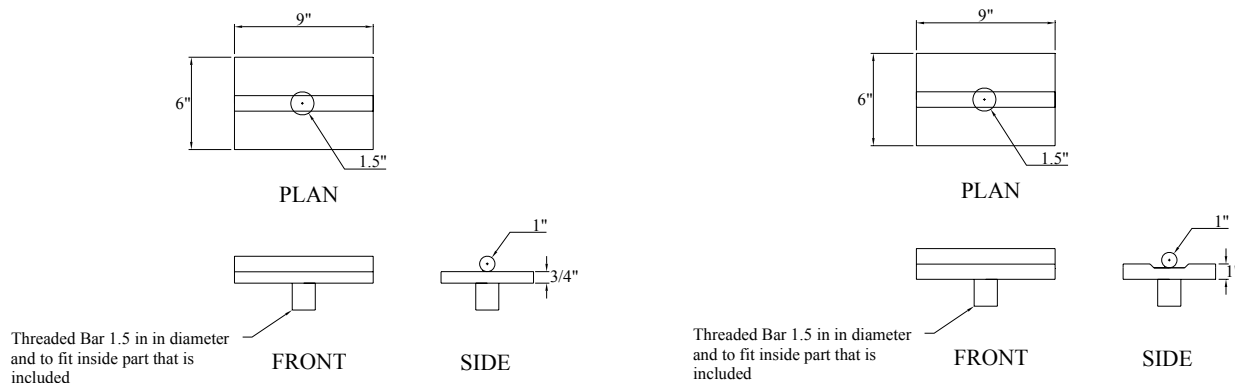 9"
6"
1.5"
PLAN
1"
3/4"
Threaded Bar 1.5 in in diameter
and to fit inside part that is
included
FRONT
SIDE
9"
6"
1.5"
PLAN
1"
1"
Threaded Bar 1.5 in in diameter
and to fit inside part that is
included
FRONT
SIDE